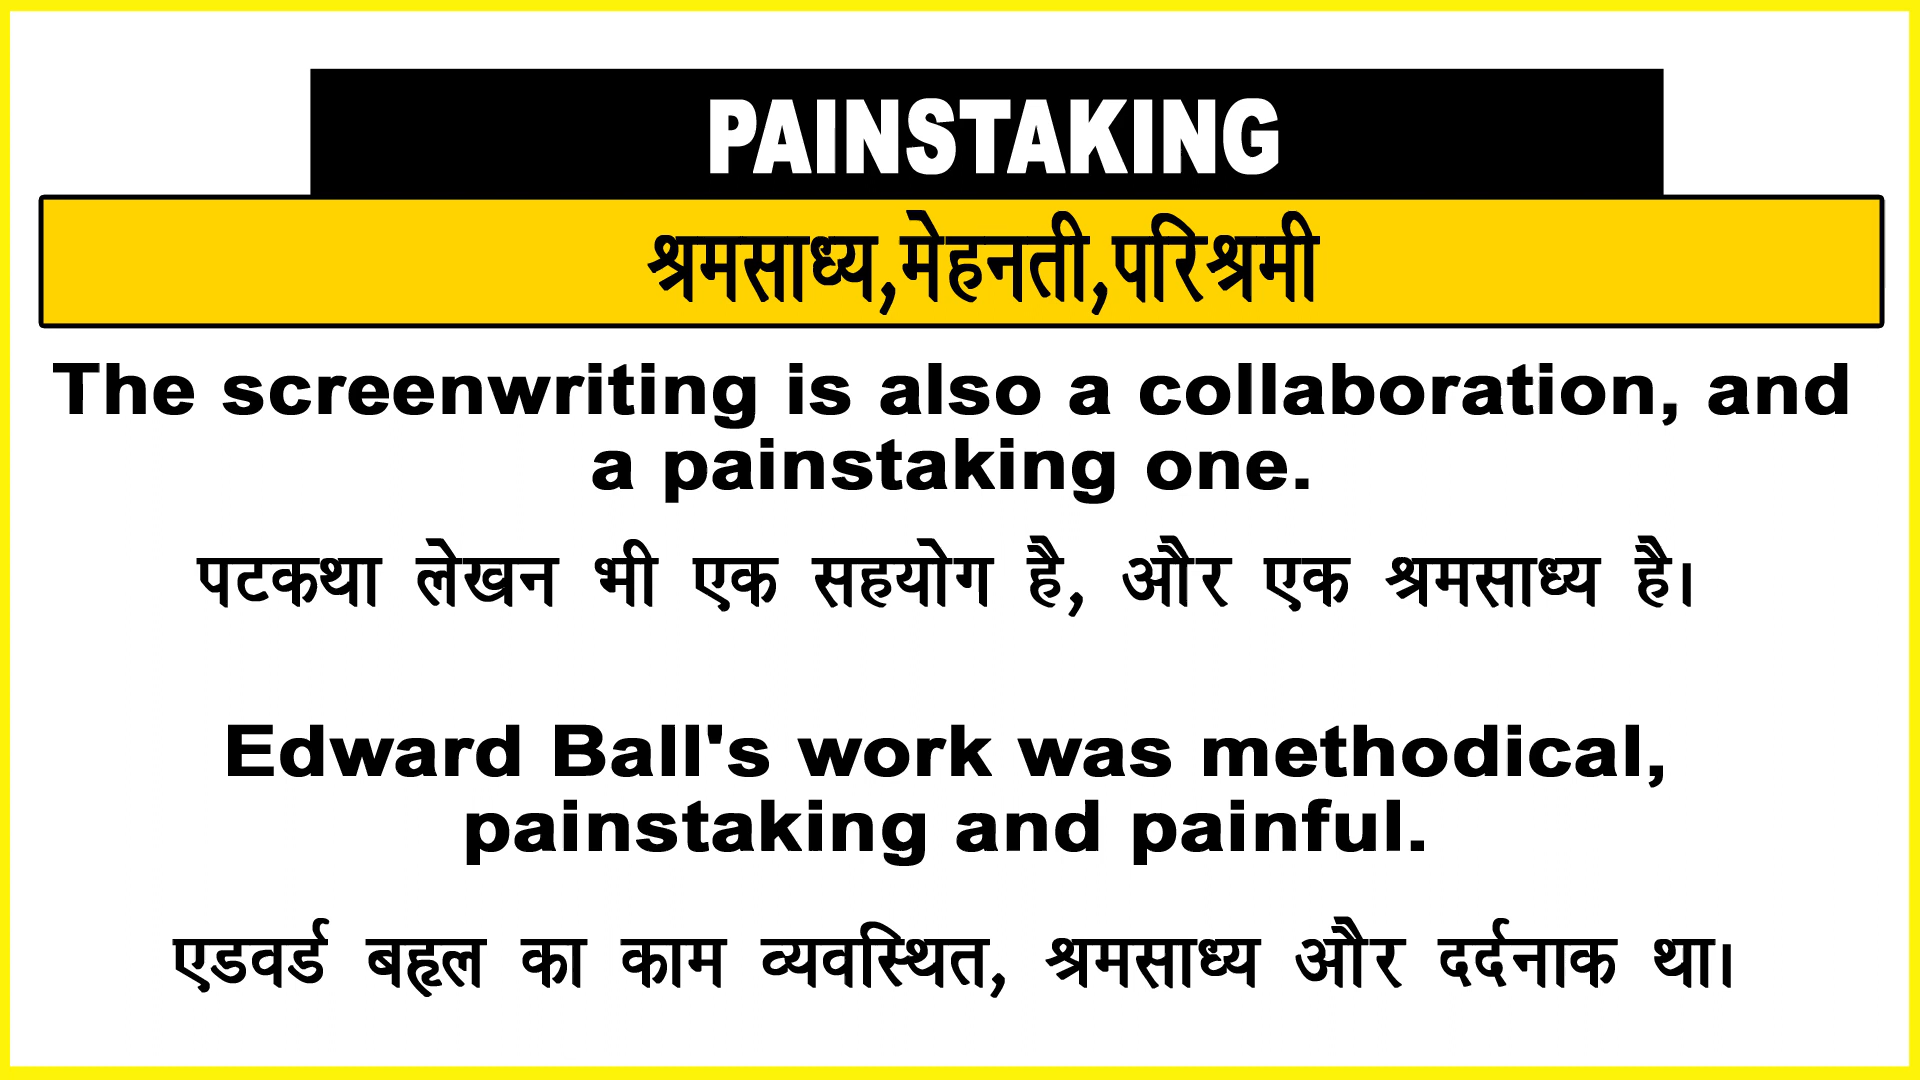 PAINSTAKING
श्रमसाध्य,मेहनती,परिश्रमी
The screenwriting is also a collaboration, and
a painstaking one.
पटकथा लेखन भी एक सहयोग है, और एक श्रमसाध्य है।
Edward Ball's work was methodical,
painstaking and painful.
एडवर्ड बहृल का काम व्यवस्थित, श्रमसाध्य और दर्दनाक था।